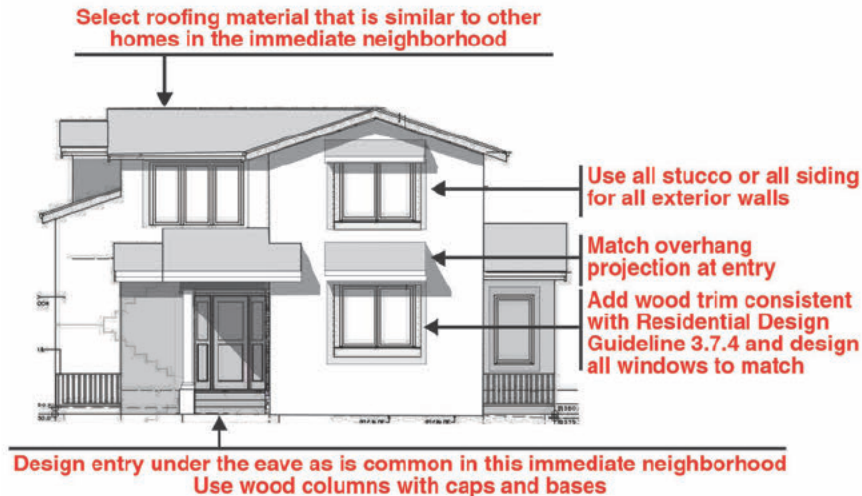 Select roofing material that is similar to other
homes in the immediate neighborhood
Use all stucco or all siding
for all exterior walls
Match overhang
projection at entry
Add wood trim consistent
with Residential Design
Guideline 3.7.4 and design
all windows to match
Design entry under the eave as is common in this immediate neighborhood
Use wood columns with caps and bases